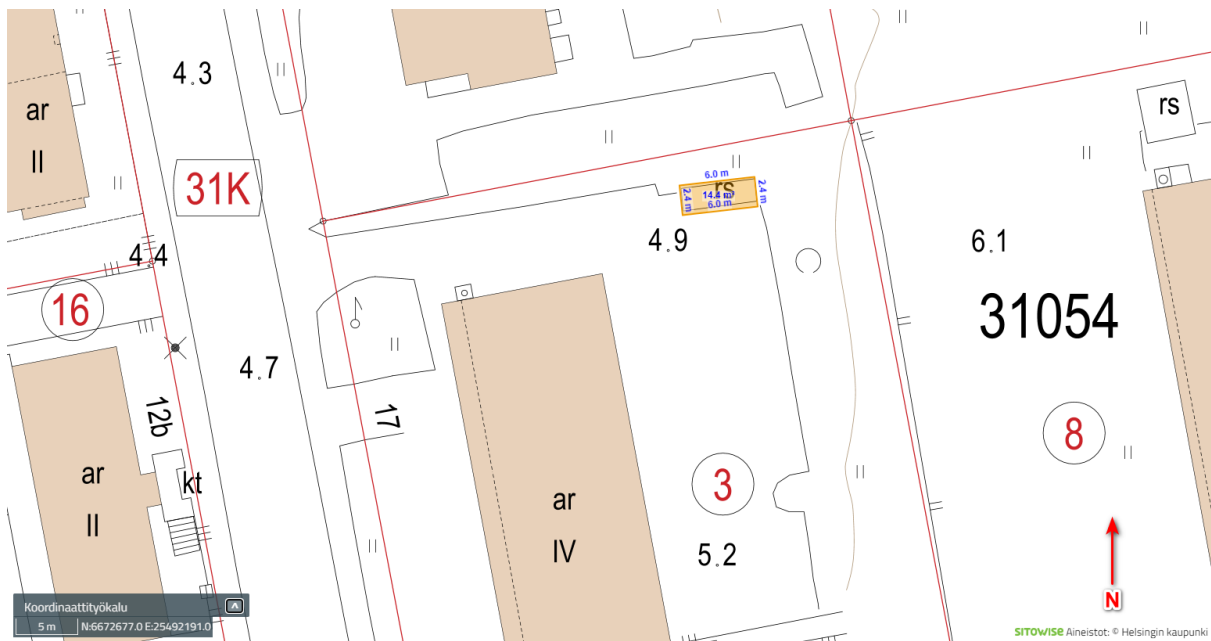 4.3
ar
II
31K
rs
6.0 m
rs
2.4 m
2.4 m
14.4 m²
6.0 m
4.4
4.9
6.1
16
31054
4.7
12b
17
3
8
ar
II
kt
ar
IV
5.2
N
Koordinaattityökalu
5 m N:6672677.0 E:25492191.0
SITOWISE Aineistot: © Helsingin kaupunki